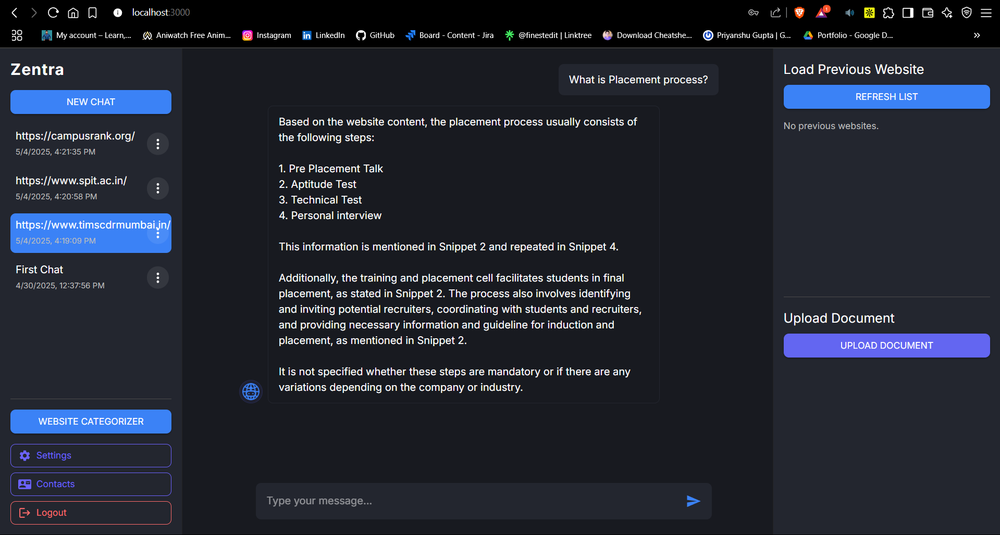 localhost:3000
1
My account – Learn,...
Aniwatch Free Anim...
Instagram
LinkedIn
GitHub
Board - Content - Jira
@finestedit | Linktree
Download Cheatshe...
Priyanshu Gupta | G...
Portfolio - Google D...
»
Zentra
NEW CHAT
https://campusrank.org/
5/4/2025, 4:21:35 PM
https://www.spit.ac.in/
5/4/2025, 4:20:58 PM
https://www.timscdrmumbai.in/
5/4/2025, 4:19:09 PM
First Chat
4/30/2025, 12:37:56 PM
WEBSITE CATEGORIZER
Settings
Contacts
Logout
What is Placement process?
Based on the website content, the placement process usually consists of
the following steps:
1. Pre Placement Talk
2. Aptitude Test
3. Technical Test
4. Personal interview
This information is mentioned in Snippet 2 and repeated in Snippet 4.
Additionally, the training and placement cell facilitates students in final
placement, as stated in Snippet 2. The process also involves identifying
and inviting potential recruiters, coordinating with students and recruiters,
and providing necessary information and guideline for induction and
placement, as mentioned in Snippet 2.
It is not specified whether these steps are mandatory or if there are any
variations depending on the company or industry.
Type your message...
Load Previous Website
REFRESH LIST
No previous websites.
Upload Document
UPLOAD DOCUMENT